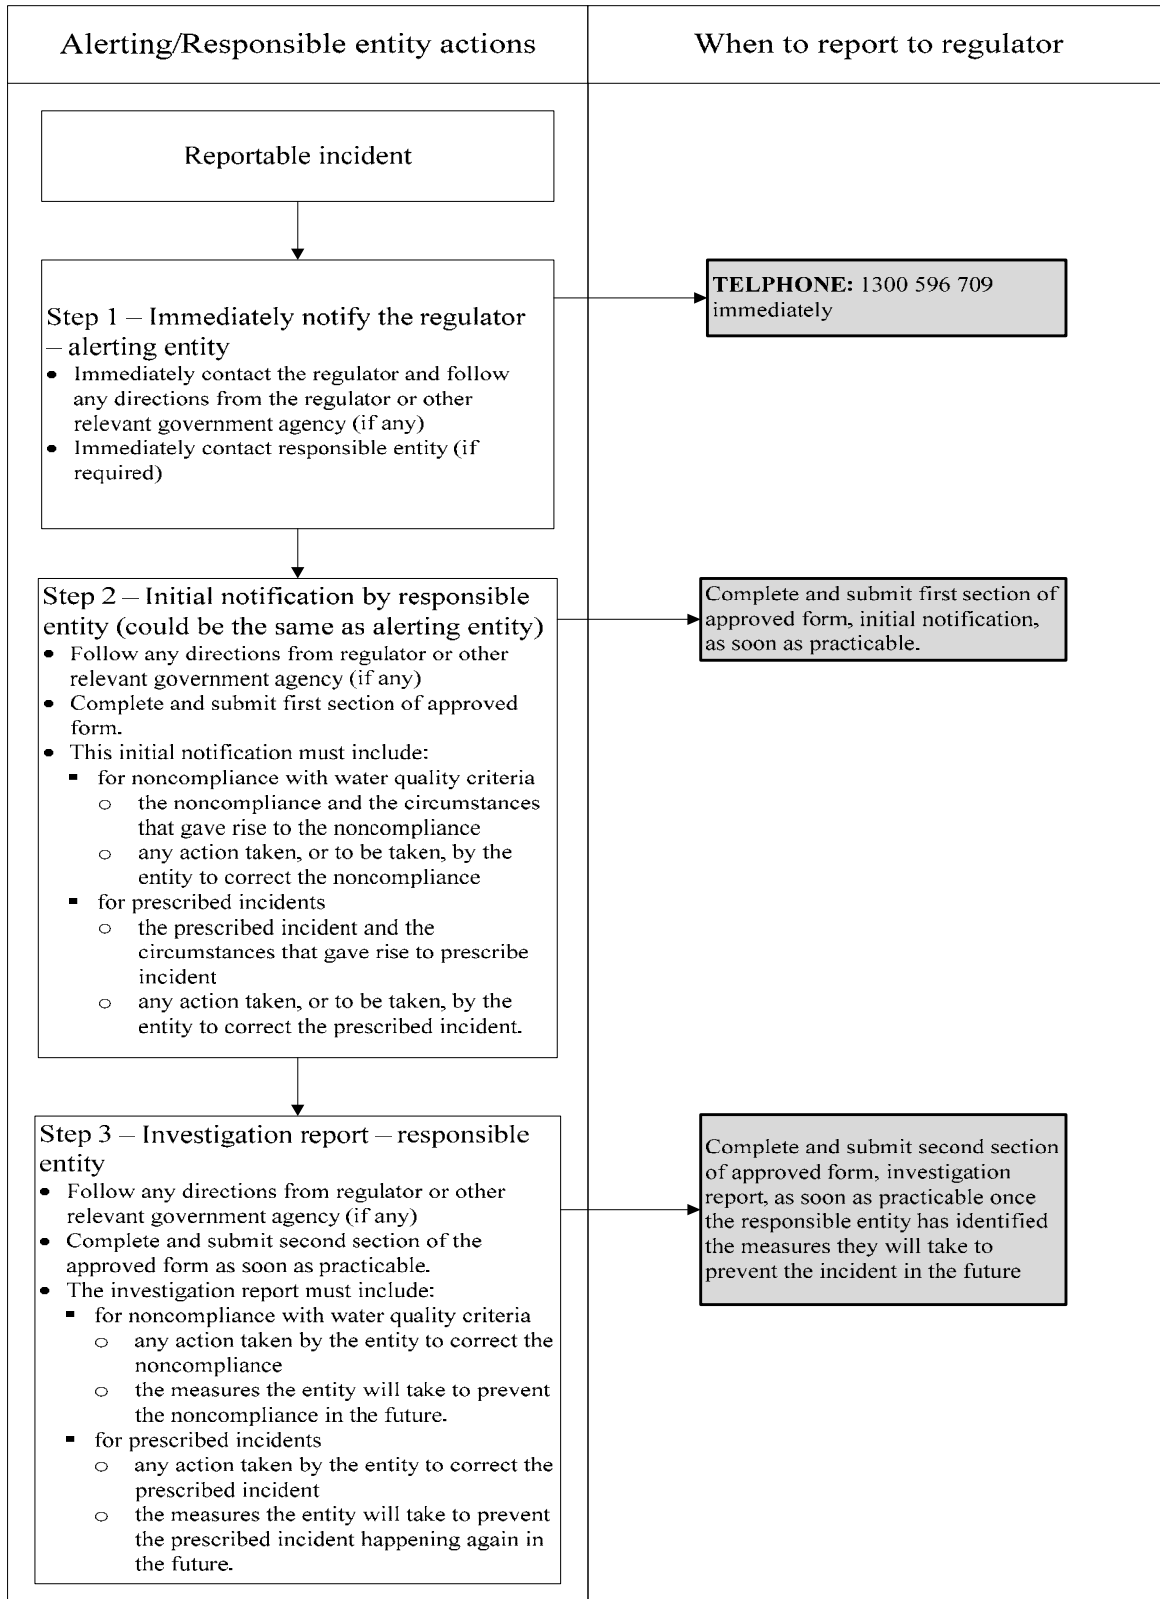 Alerting/Responsible entity actions
When to report to regulator
Reportable incident
Step 1 – Immediately notify the regulator
– alerting entity
• Immediately contact the regulator and follow
any directions from the regulator or other
relevant government agency (if any)
• Immediately contact responsible entity (if
required)
TELPHONE: 1300 596 709
immediately
Step 2 – Initial notification by responsible
entity (could be the same as alerting entity)
• Follow any directions from regulator or other
relevant government agency (if any)
• Complete and submit first section of approved
form.
• This initial notification must include:
▪ for noncompliance with water quality criteria
o the noncompliance and the circumstances
that gave rise to the noncompliance
o any action taken, or to be taken, by the
entity to correct the noncompliance
▪ for prescribed incidents
o the prescribed incident and the
circumstances that gave rise to prescribe
incident
o any action taken, or to be taken, by the
entity to correct the prescribed incident.
Complete and submit first section of
approved form, initial notification,
as soon as practicable.
Step 3 – Investigation report – responsible
entity
• Follow any directions from regulator or other
relevant government agency (if any)
• Complete and submit second section of the
approved form as soon as practicable.
• The investigation report must include:
▪ for noncompliance with water quality criteria
o any action taken by the entity to correct the
noncompliance
o the measures the entity will take to prevent
the noncompliance in the future.
▪ for prescribed incidents
o any action taken by the entity to correct the
prescribed incident
o the measures the entity will take to prevent
the prescribed incident happening again in
the future.
Complete and submit second section
of approved form, investigation
report, as soon as practicable once
the responsible entity has identified
the measures they will take to
prevent the incident in the future